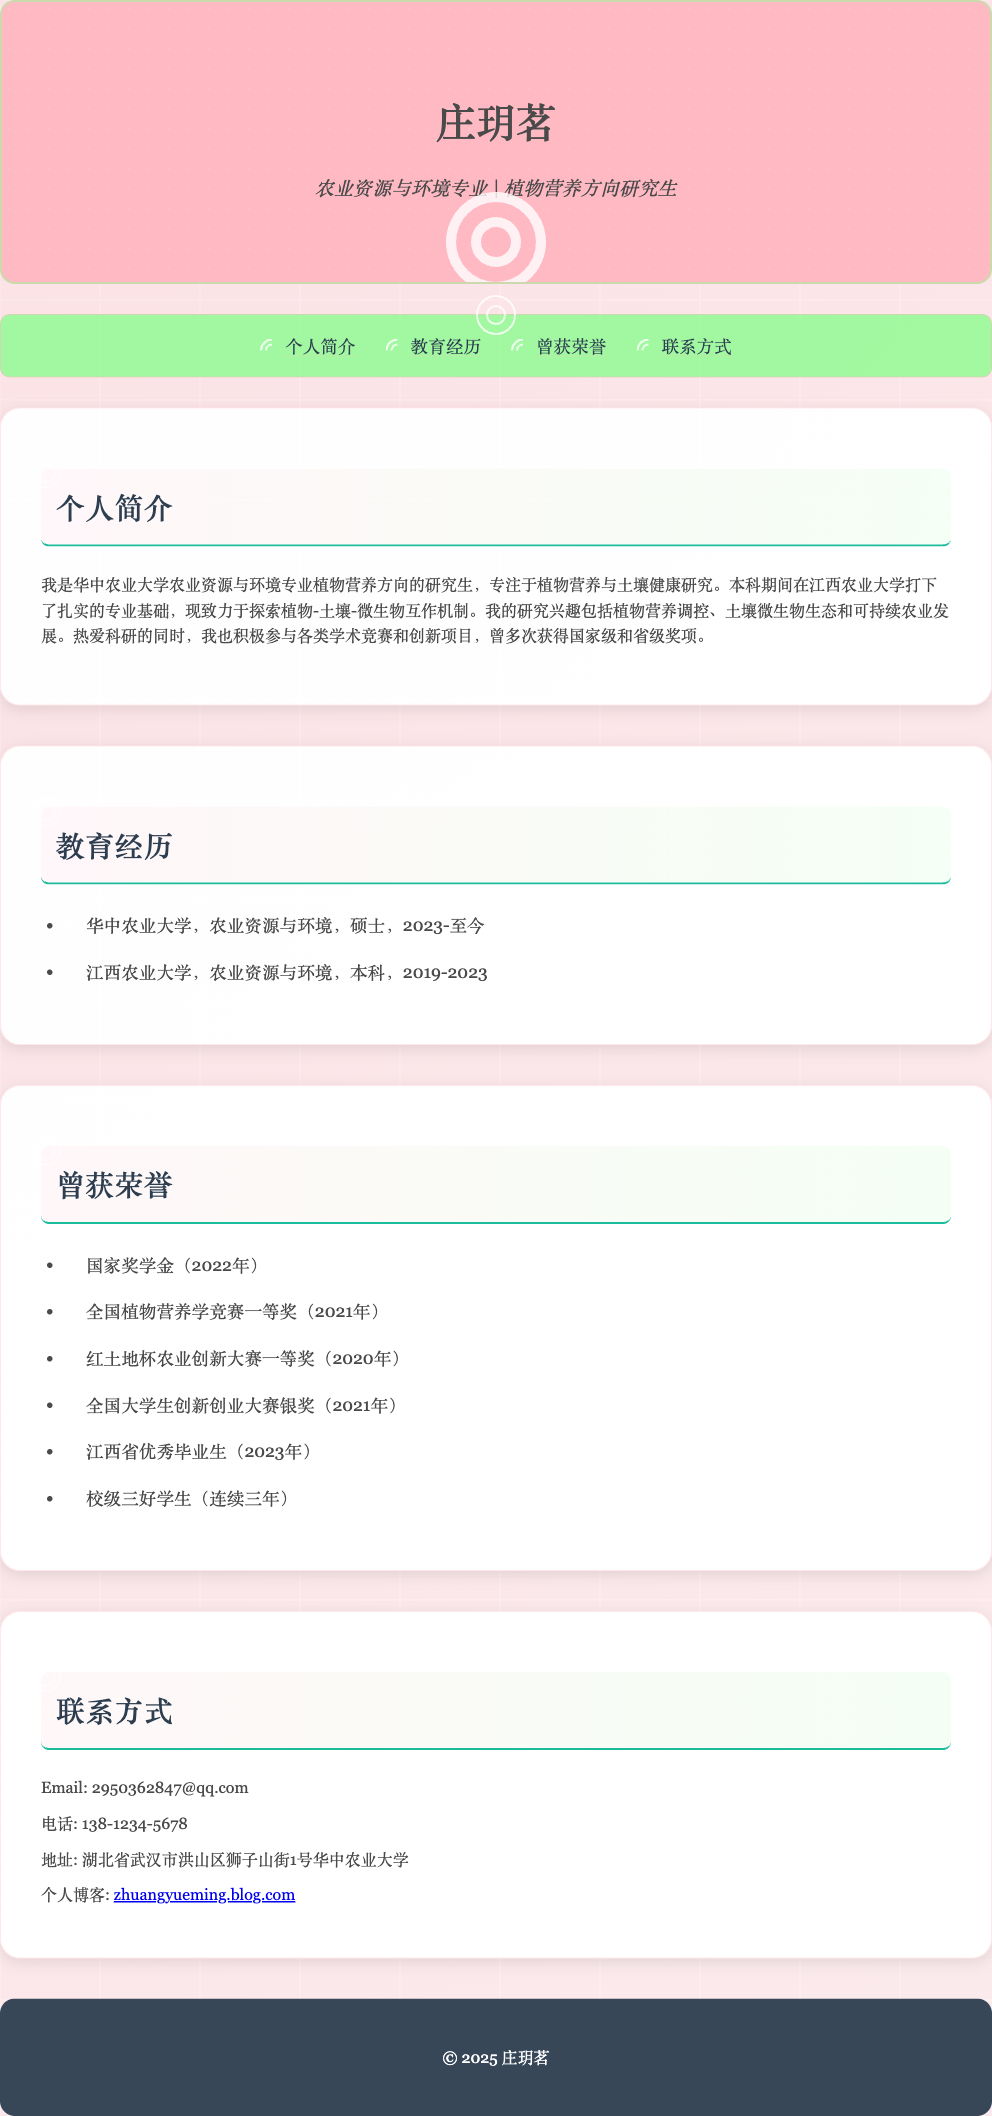 庄玥茗
农业资源与环境专业 | 植物营养方向研究生
个人简介 教育经历 曾获荣誉 联系方式
个人简介
我是华中农业大学农业资源与环境专业植物营养方向的研究生，专注于植物营养与土壤健康研究。本科期间在江西农业大学打下
了扎实的专业基础，现致力于探索植物-土壤-微生物互作机制。我的研究兴趣包括植物营养调控、土壤微生物生态和可持续农业发
展。热爱科研的同时，我也积极参与各类学术竞赛和创新项目，曾多次获得国家级和省级奖项。
教育经历
• 华中农业大学，农业资源与环境，硕士，2023-至今
• 江西农业大学，农业资源与环境，本科，2019-2023
曾获荣誉
• 国家奖学金（2022年）
• 全国植物营养学竞赛一等奖（2021年）
• 红土地杯农业创新大赛一等奖（2020年）
• 全国大学生创新创业大赛银奖（2021年）
• 江西省优秀毕业生（2023年）
• 校级三好学生（连续三年）
联系方式
Email: 2950362847@qq.com
电话: 138-1234-5678
地址: 湖北省武汉市洪山区狮子山街1号华中农业大学
个人博客: zhuangyueming.blog.com
© 2025 庄玥茗